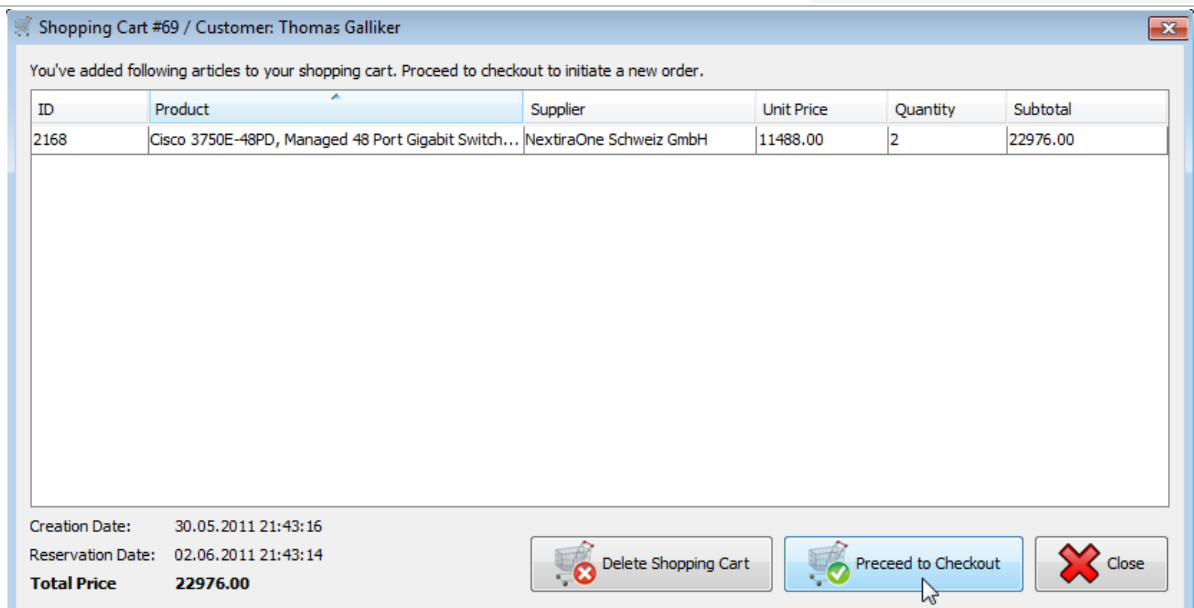 Shopping Cart #69 / Customer: Thomas Galliker
You've added following articles to your shopping cart. Proceed to checkout to initiate a new order.
ID Product Supplier Unit Price Quantity Subtotal
2168 Cisco 3750E-48PD, Managed 48 Port Gigabit Switch... NextiraOne Schweiz GmbH 11488.00 2 22976.00
Creation Date: 30.05.2011 21:43:16
Reservation Date: 02.06.2011 21:43:14
Delete Shopping Cart Preceed to Checkout Close
Total Price 22976.00